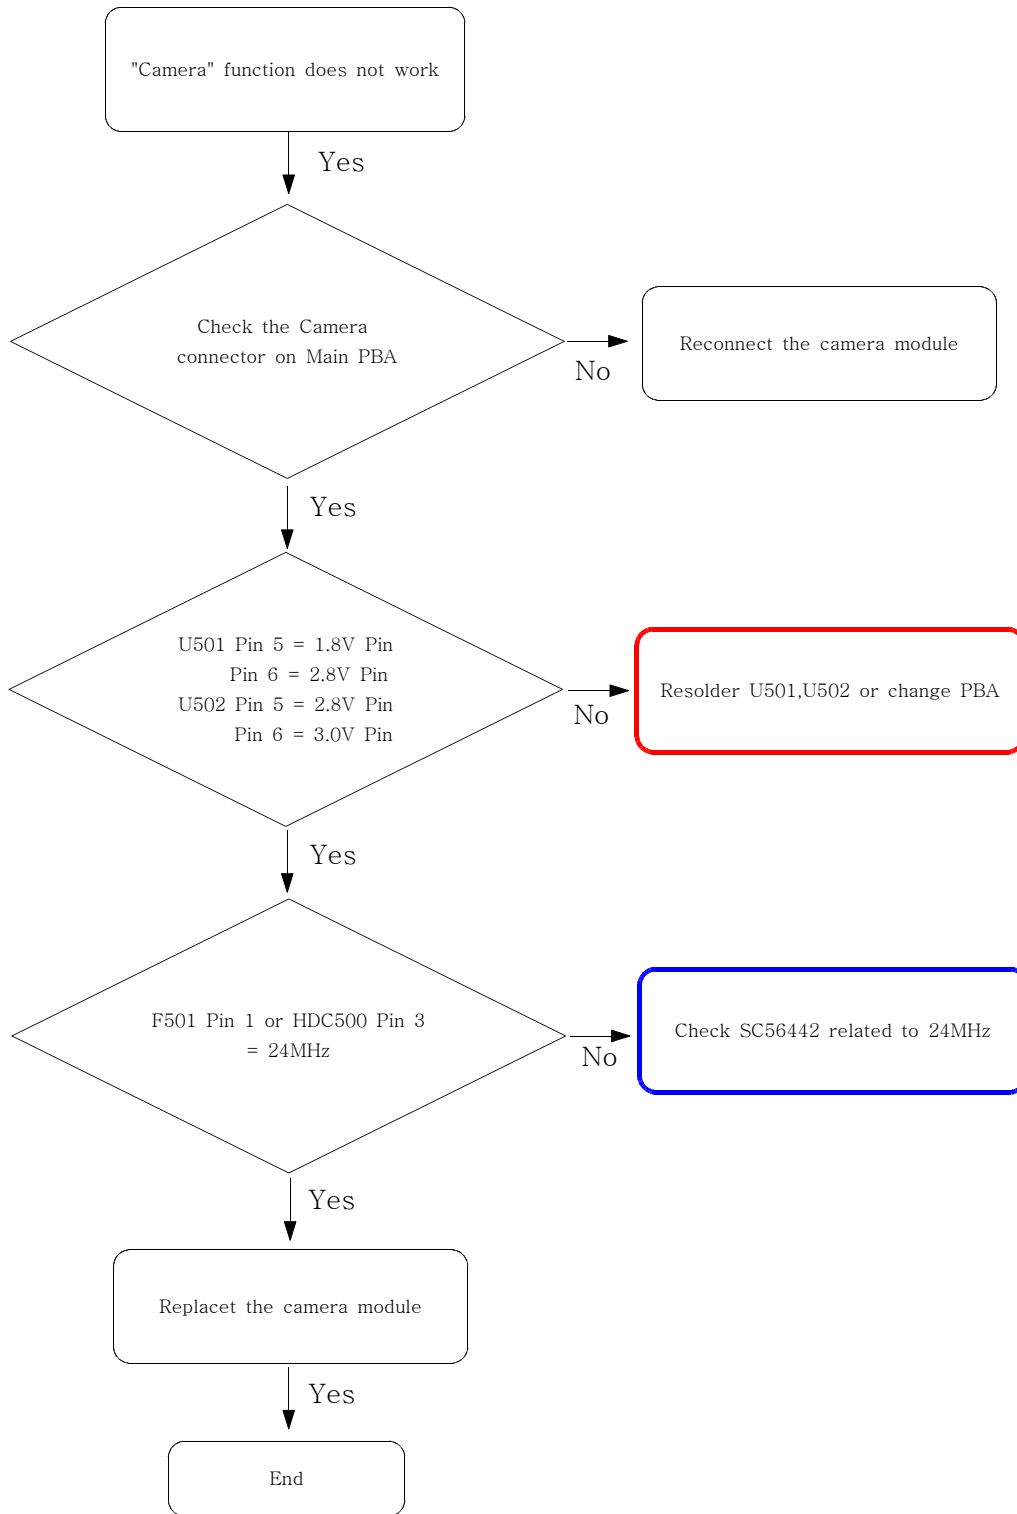 "Camera" function does not work
Yes
Check the Camera
connector on Main PBA
No
Reconnect the camera module
Yes
U501 Pin 5 = 1.8V Pin
Pin 6 = 2.8V Pin
U502 Pin 5 = 2.8V Pin
Pin 6 = 3.0V Pin
No
Resolder U501,U502 or change PBA
Yes
F501 Pin 1 or HDC500 Pin 3
= 24MHz
No
Check SC56442 related to 24MHz
Yes
Replacet the camera module
Yes
End